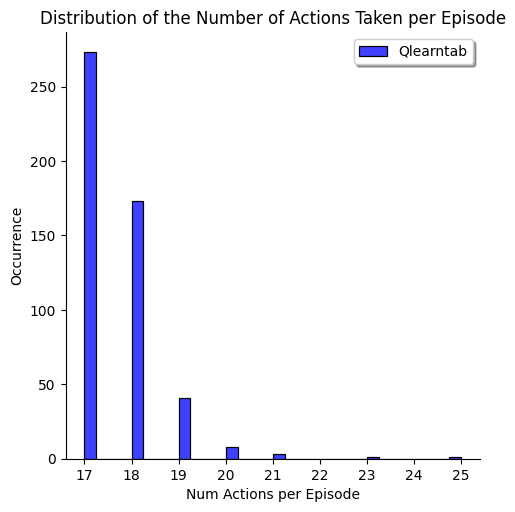 Distribution of the Number of Actions Taken per Episode
Qlearntab
Occurrence
250
200
150
100
50
0
17 18 19 20 21 22 23 24 25
Num Actions per Episode